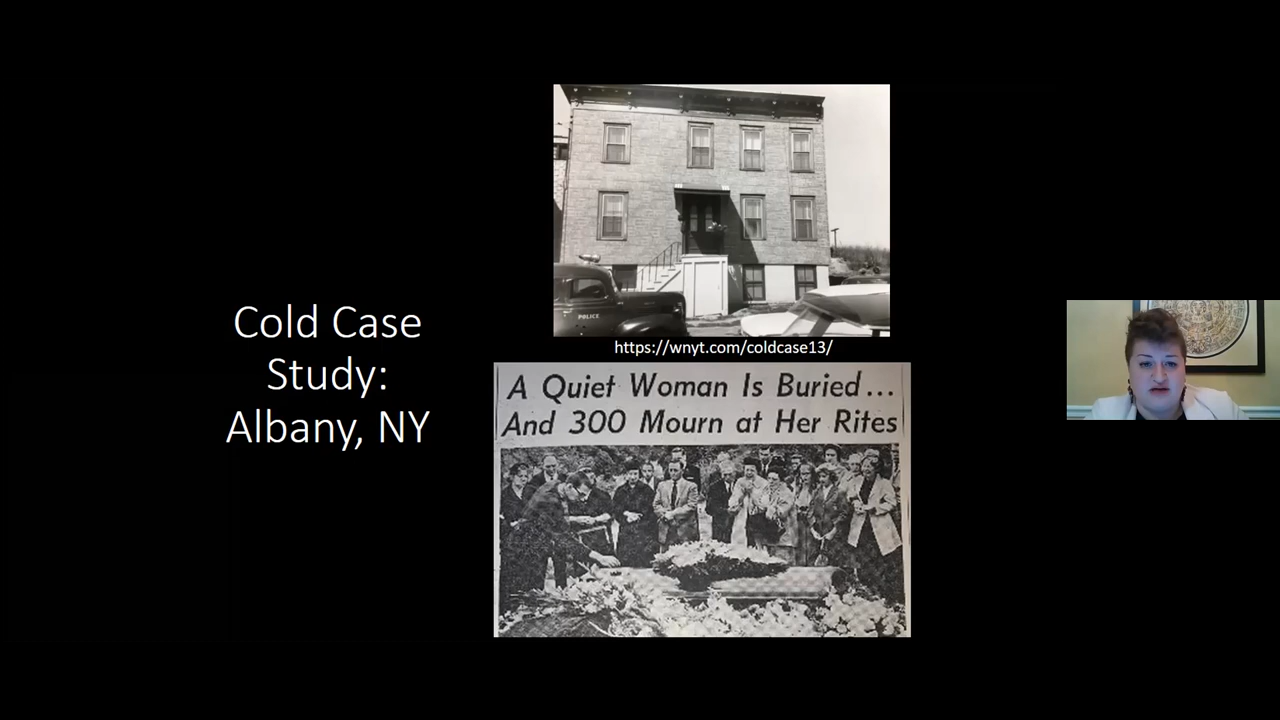 Cold Case
Study:
Albany, NY
POLICE
https://wnyt.com/coldcase13/
A Quiet Woman Is Buried...
And 300 Mourn at Her Rites